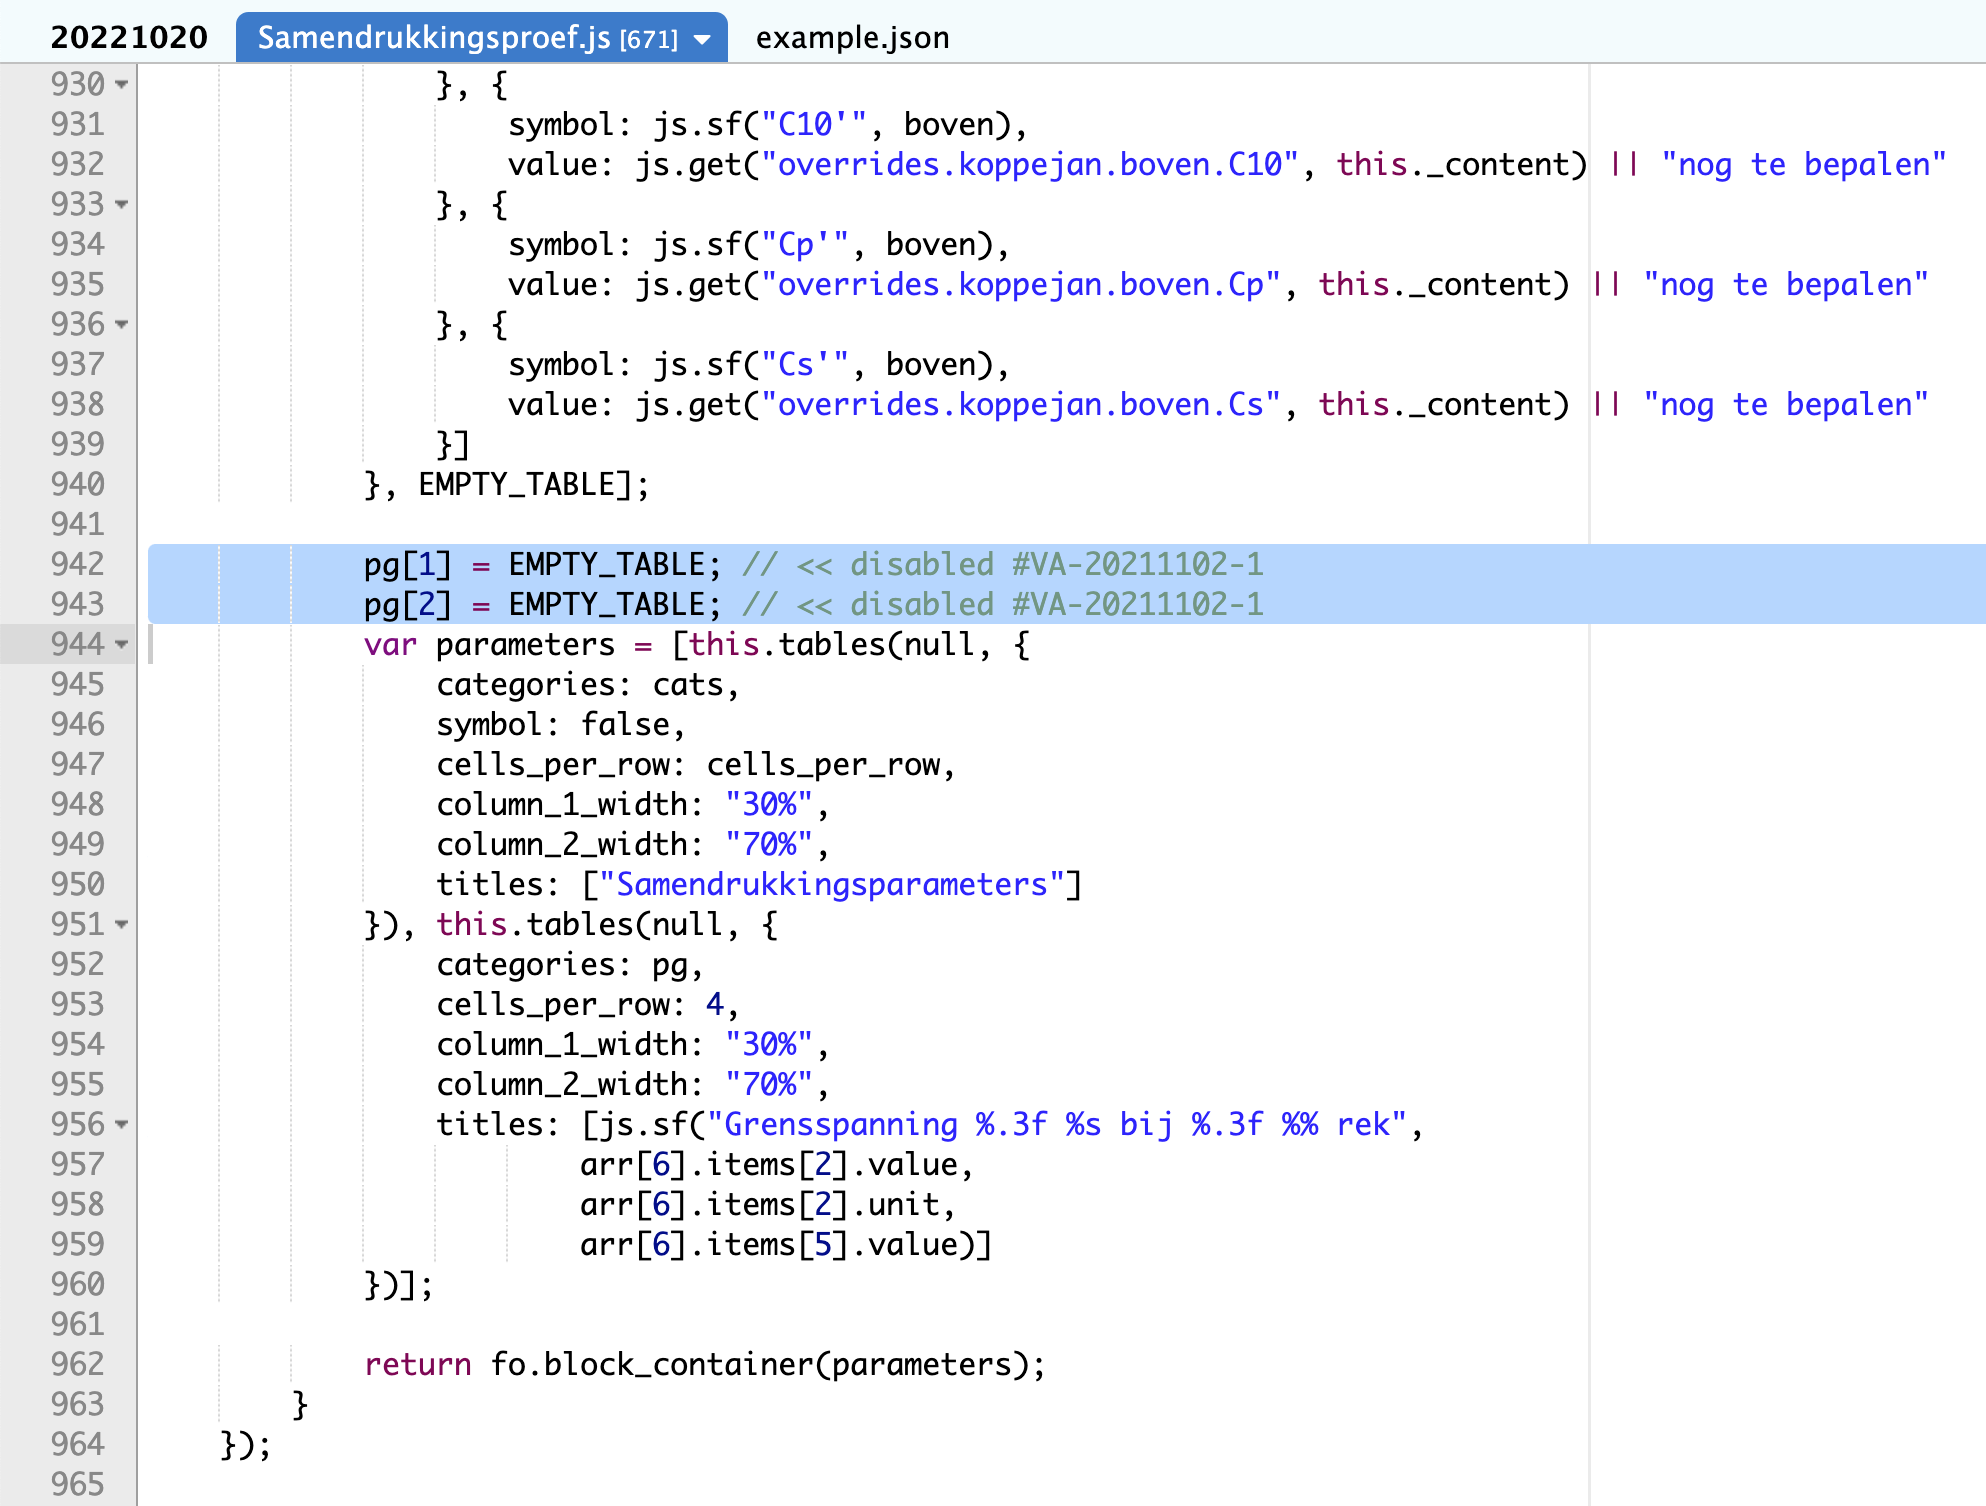 20221020 Samendrukkingsproef.js [671] example.json
930 }, {
931 symbol: js.sf("C10'", boven),
932 value: js.get("overrides.koppejan.boven.C10", this._content) || "nog te bepalen"
933 }, {
934 symbol: js.sf("Cp'", boven),
935 value: js.get("overrides.koppejan.boven.Cp", this._content) || "nog te bepalen"
936 }, {
937 symbol: js.sf("Cs'", boven),
938 value: js.get("overrides.koppejan.boven.Cs", this._content) || "nog te bepalen"
939 }]
940 }, EMPTY_TABLE];
941
942 pg[1] = EMPTY_TABLE; // << disabled #VA-20211102-1
943 pg[2] = EMPTY_TABLE; // << disabled #VA-20211102-1
944 var parameters = [this.tables(null, {
945 categories: cats,
946 symbol: false,
947 cells_per_row: cells_per_row,
948 column_1_width: "30%",
949 column_2_width: "70%",
950 titles: ["Samendrukkingsparameters"]
951 }), this.tables(null, {
952 categories: pg,
953 cells_per_row: 4,
954 column_1_width: "30%",
955 column_2_width: "70%",
956 titles: [js.sf("Grensspanning %.3f %s bij %.3f %% rek",
957 arr[6].items[2].value,
958 arr[6].items[2].unit,
959 arr[6].items[5].value)]
960 })];
961
962 return fo.block_container(parameters);
963 }
964 });
965